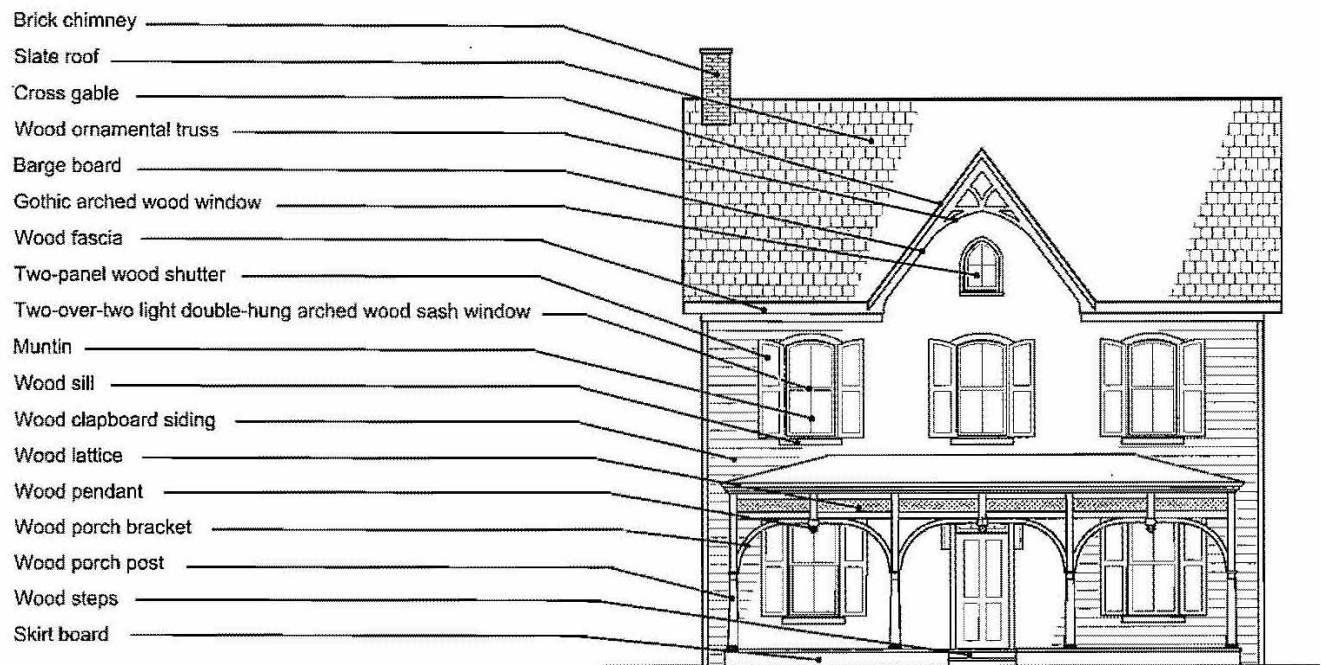 Brick chimney
Slate roof
Cross gable
Wood ornamental truss
Barge board
Gothic arched wood window
Wood fascia
Two-panel wood shutter
Two-over-two light double-hung arched wood sash window
Muntin
Wood sill
Wood clapboard siding
Wood lattice
Wood pendant
Wood porch bracket
Wood porch post
Wood steps
Skirt board